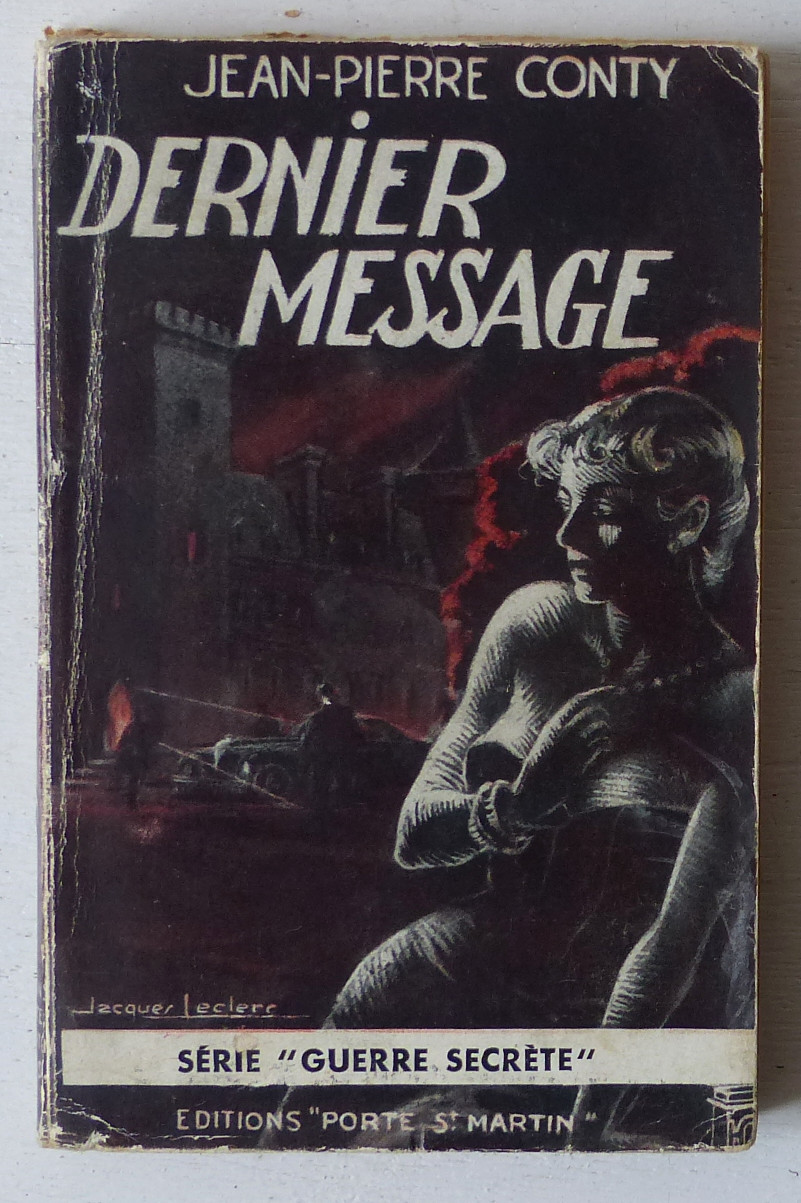 JEAN-PIERRE CONTY
DERNiER
MESSAGE
Jacques Leclerc
SÉRIE "GUERRE SECRÈTE"
EDITIONS "PORTE ST MARTIN"